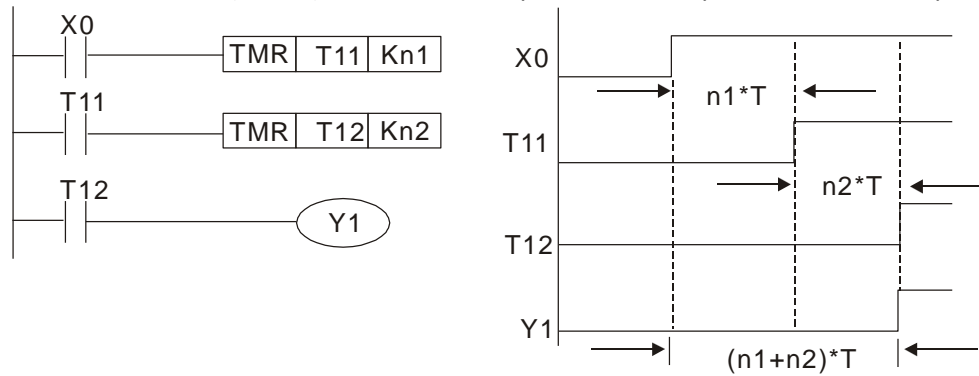 X0
TMR T11 Kn1
T11
TMR T12 Kn2
T12
Y1
X0
n1*T
T11
n2*T
T12
Y1
(n1+n2)*T